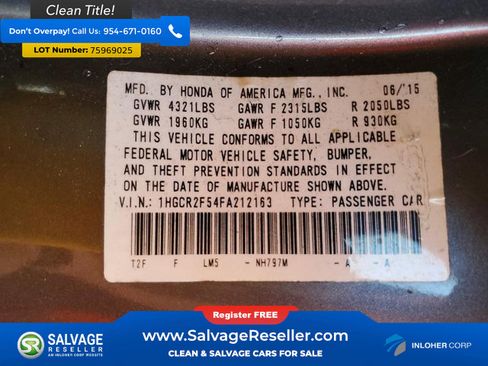 Clean Title!
Don't Overpay! Call Us: 954-671-0160
LOT Number: 75969025
MFD. BY HONDA OF AMERICA MFG., INC. 06/'15
GVWR 4321LBS GAWR F 2315LBS R 2050LBS
GVWR 1960KG GAWR F 1050KG R 930KG
THIS VEHICLE CONFORMS TO ALL APPLICABLE
FEDERAL MOTOR VEHICLE SAFETY, BUMPER,
AND THEFT PREVENTION STANDARDS IN EFFECT
ON THE DATE OF MANUFACTURE SHOWN ABOVE.
V.I.N.: 1HGCR2F54FA212163 TYPE: PASSENGER CAR
T2F F LM5 - NH797M - A - A-
Register FREE
SALVAGE
RESELLER
AN INLOHER CORP WEBSITE
www.SalvageReseller.com
CLEAN & SALVAGE CARS FOR SALE
INLOHER CORP